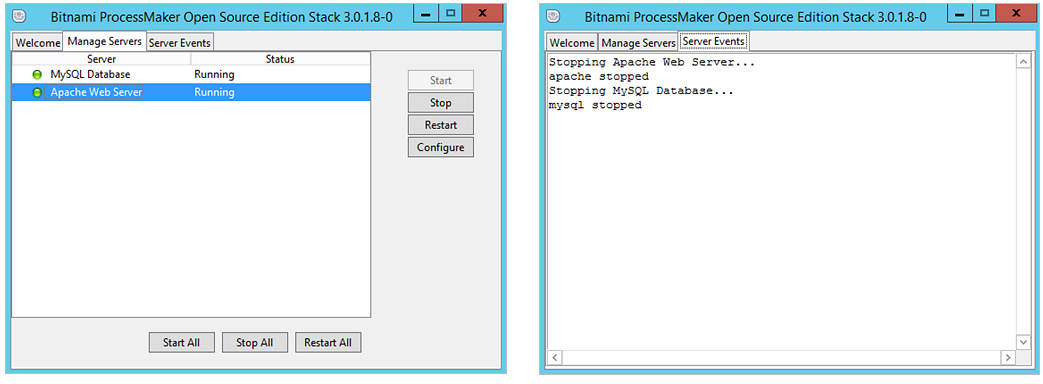 Bitnami ProcessMaker Open Source Edition Stack 3.0.1.8-0
Welcome Manage Servers Server Events
Server Status
MySQL Database Running
Apache Web Server Running
Start
Stop
Restart
Configure
Start All Stop All Restart All
Bitnami ProcessMaker Open Source Edition Stack 3.0.1.8-0
Welcome Manage Servers Server Events
Stopping Apache Web Server...
apache stopped
Stopping MySQL Database...
mysql stopped